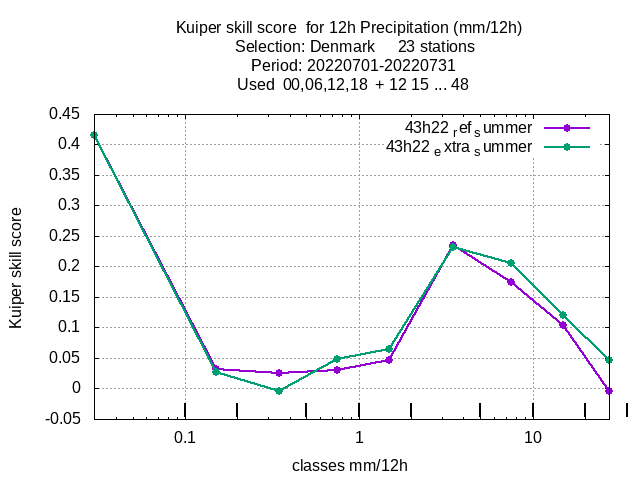 Kuiper skill score  for 12h Precipitation (mm/12h)
Selection: Denmark     23 stations
Period: 20220701-20220731
Used  00,06,12,18  + 12 15 ... 48
0.45
0.4
0.35
0.3
0.25
0.2
0.15
0.1
0.05
0
-0.05
Kuiper skill score
43h22 ref summer
43h22 extra summer
0.1
1
10
classes mm/12h